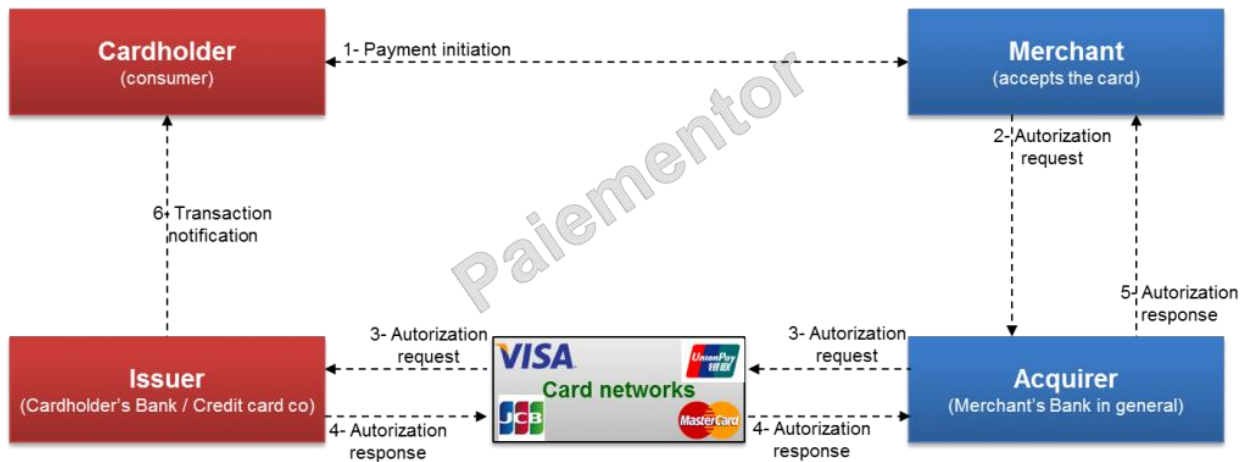 Cardholder
(consumer)
1- Payment initiation
Merchant
(accepts the card)
2- Autorization
request
Paiementor
6- Transaction
notification
5- Autorization
response
3- Autorization
request
3- Autorization
request
Issuer
(Cardholder's Bank / Credit card co)
VISA
UnionPay
银联
Card networks
JCB
MasterCard
Acquirer
(Merchant's Bank in general)
4- Autorization
response
4- Autorization
response